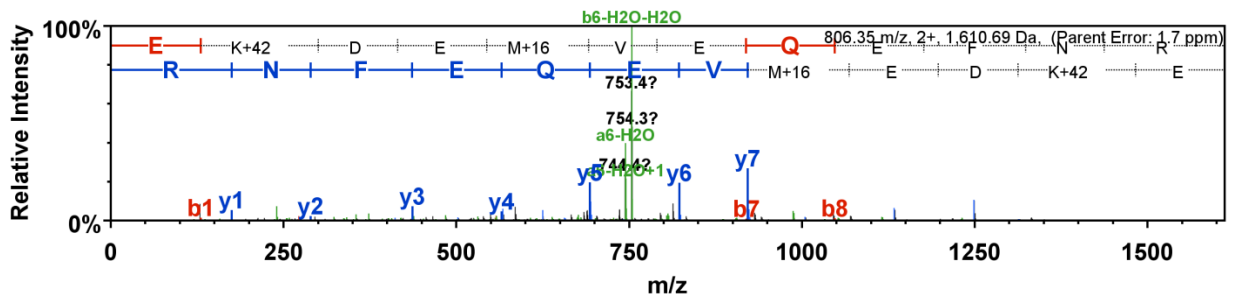 b6-H2O-H2O
100%
E K+42 D E M+16 V E Q E F N R
806.35 m/z, 2+, 1,610.69 Da, (Parent Error: 1.7 ppm)
R N F E Q E V M+16 E D K+42 E
753.4?
754.3?
a6-H2O
744.4?
a6-H2O+1
Relative Intensity
b1 y1 y2 y3 y4 y5 y6 y7 b7 b8
0%
0 250 500 750 1000 1250 1500
m/z